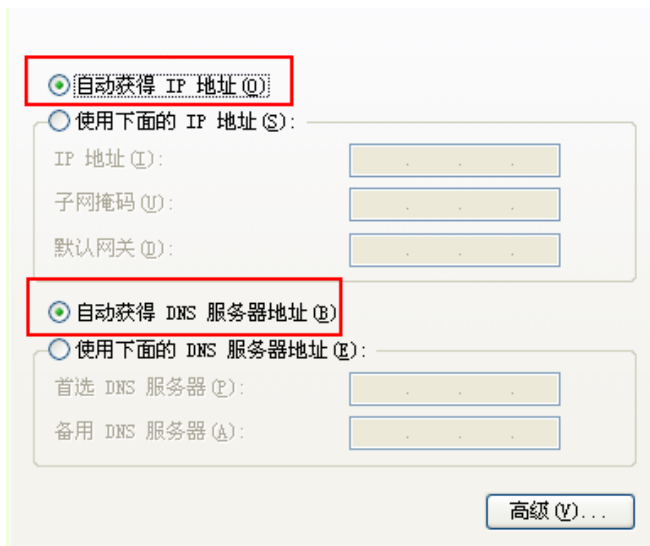 自动获得 IP 地址(O)
使用下面的 IP 地址(S):
IP 地址(I):
子网掩码(U):
默认网关(D):
自动获得 DNS 服务器地址(B)
使用下面的 DNS 服务器地址(E):
首选 DNS 服务器(P):
备用 DNS 服务器(A):
高级(V)...